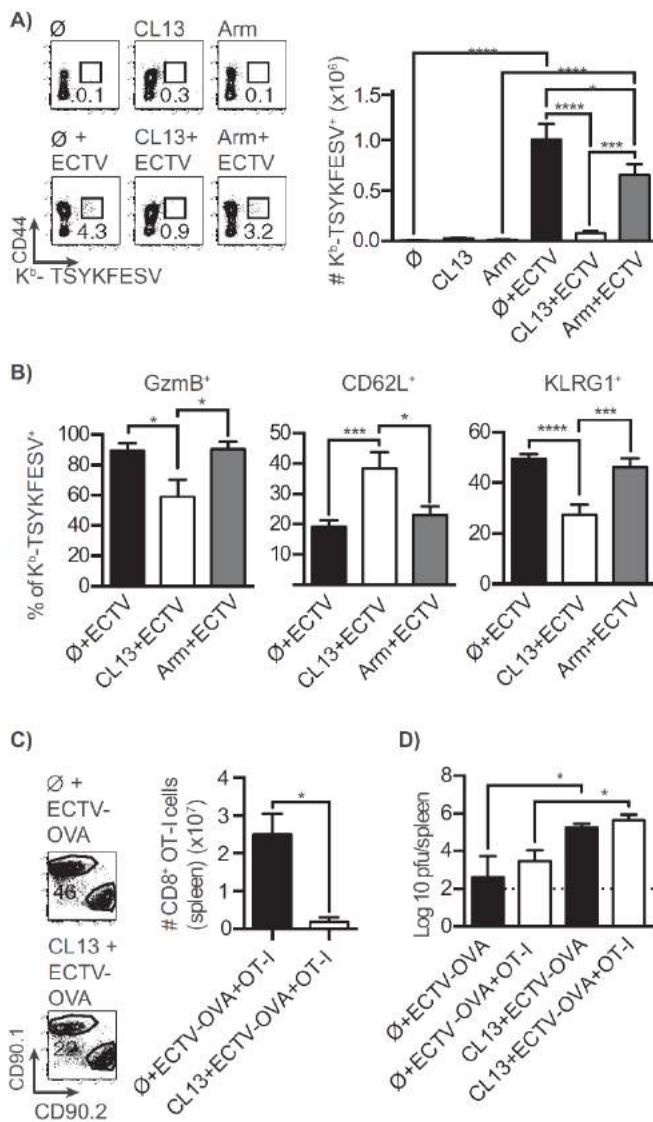 A)
Ø
CL13
Arm
0.1
0.3
0.1
Ø +
ECTV
CL13+
ECTV
Arm+
ECTV
4.3
0.9
3.2
CD44
Kᵇ- TSYKFESV
# Kᵇ-TSYKFESV⁺ (x10⁶)
1.5
1.0
0.5
0.0
****
****
*
****
***
Ø
CL13
Arm
Ø+ECTV
CL13+ECTV
Arm+ECTV
B)
% of Kᵇ-TSYKFESV⁺
GzmB⁺
100
80
60
40
20
0
*
*
Ø+ECTV
CL13+ECTV
Arm+ECTV
CD62L⁺
50
40
30
20
10
***
*
Ø+ECTV
CL13+ECTV
Arm+ECTV
KLRG1⁺
60
40
20
0
****
***
Ø+ECTV
CL13+ECTV
Arm+ECTV
C)
Ø +
ECTV-
OVA
46
CL13 +
ECTV-
OVA
CD90.1
CD90.2
# CD8⁺ OT-I cells
(spleen) (x10⁷)
4
3
2
1
0
*
Ø+ECTV-OVA+OT-I
CL13+ECTV-OVA+OT-I
D)
Log 10 pfu/spleen
6
4
2
0
*
*
Ø+ECTV-OVA
Ø+ECTV-OVA+OT-I
CL13+ECTV-OVA
CL13+ECTV-OVA+OT-I